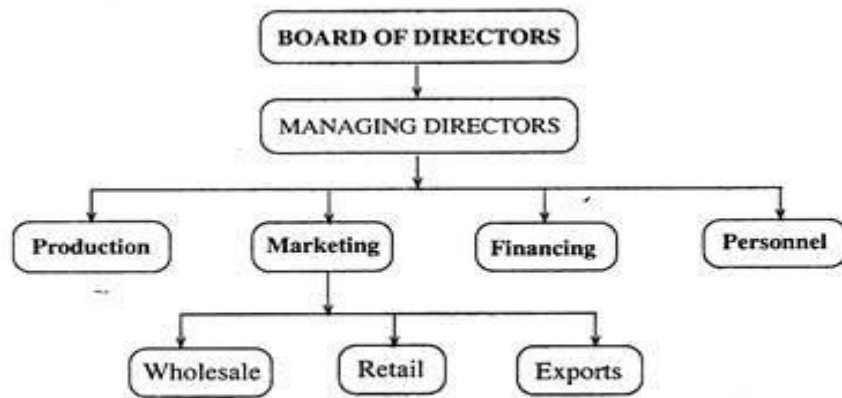 BOARD OF DIRECTORS
MANAGING DIRECTORS
Production
Marketing
Financing
Personnel
Wholesale
Retail
Exports